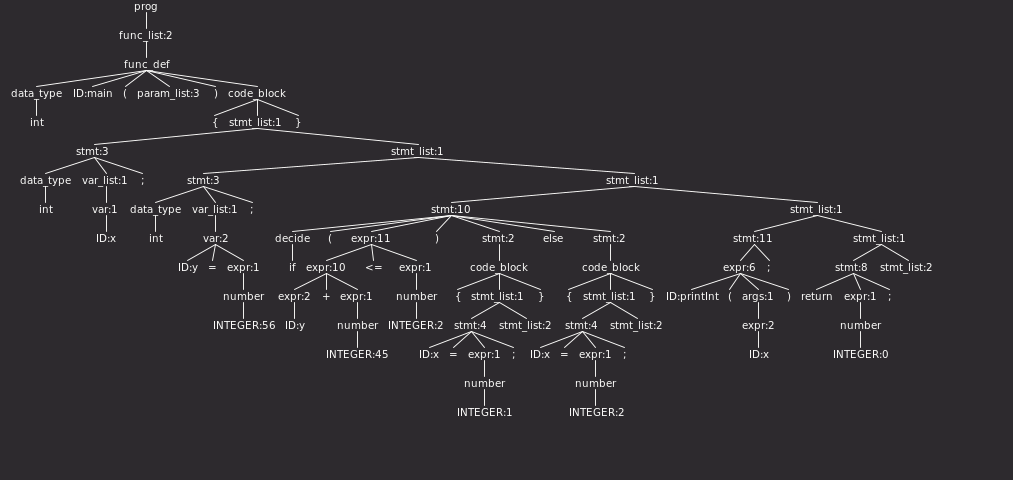 prog
func_list:2
func_def
data_type ID:main ( param_list:3 ) code_block
int { stmt_list:1 }
stmt:3 stmt_list:1
data_type var_list:1 ; stmt:3 stmt_list:1
int var:1 data_type var_list:1 ; stmt:10 stmt_list:1
ID:x int var:2 decide ( expr:11 ) stmt:2 else stmt:2 stmt:11 stmt_list:1
ID:y = expr:1 if expr:10 <= expr:1 code_block code_block expr:6 ; stmt:8 stmt_list:2
number expr:2 + expr:1 number { stmt_list:1 } { stmt_list:1 } ID:printInt ( args:1 ) return expr:1 ;
INTEGER:56 ID:y number INTEGER:2 stmt:4 stmt_list:2 stmt:4 stmt_list:2 expr:2 number
INTEGER:45 ID:x = expr:1 ; ID:x = expr:1 ; ID:x INTEGER:0
number number
INTEGER:1 INTEGER:2